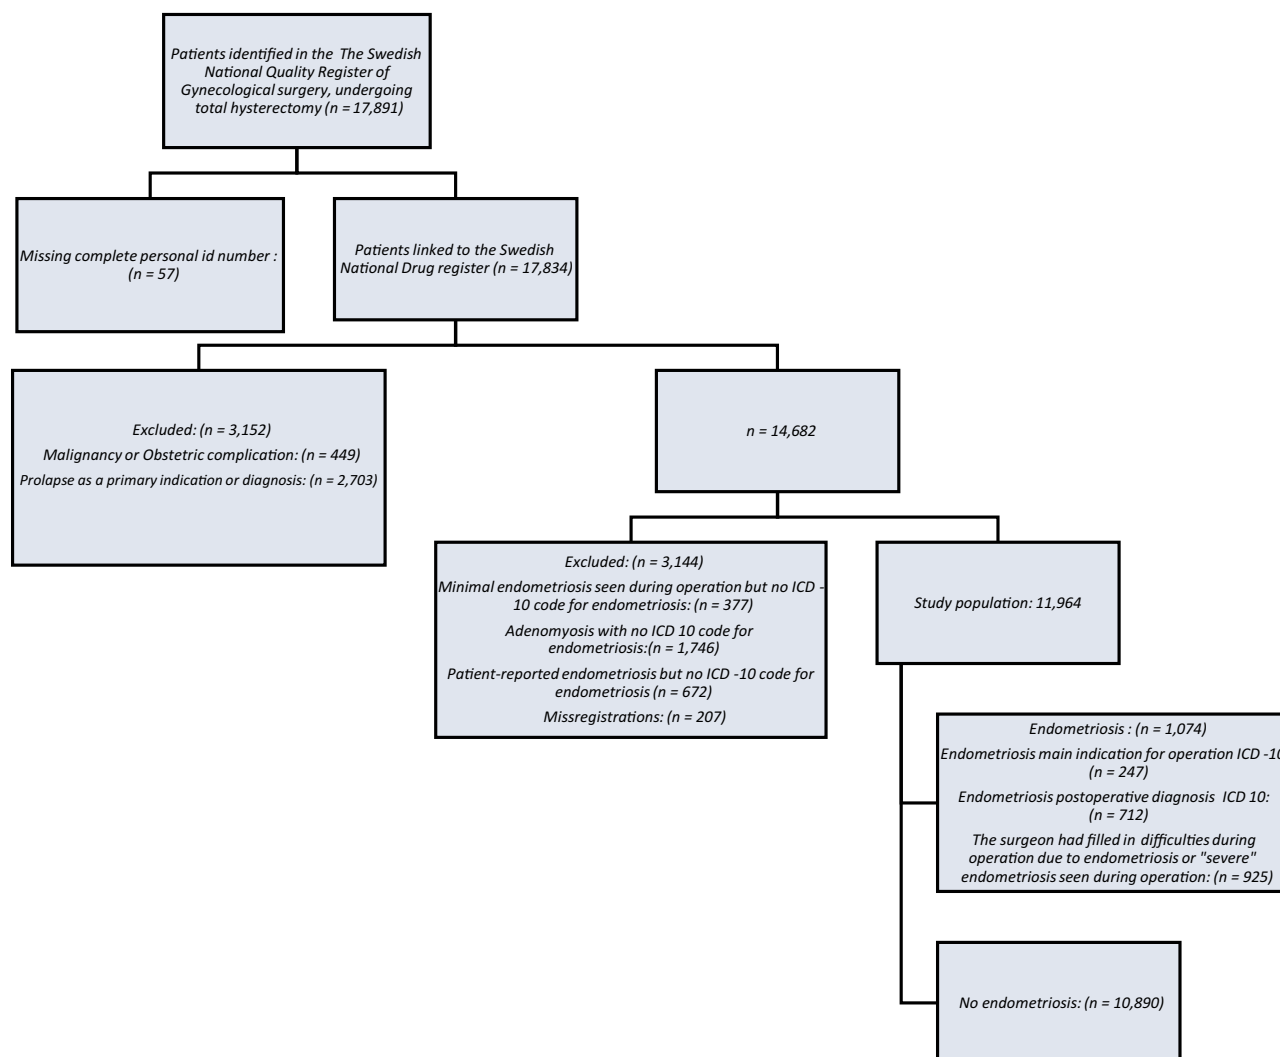 Patients identified in the The Swedish
National Quality Register of
Gynecological surgery, undergoing
total hysterectomy (n = 17,891)
Missing complete personal id number :
(n = 57)
Patients linked to the Swedish
National Drug register (n = 17,834)
Excluded: (n = 3,152)
Malignancy or Obstetric complication: (n = 449)
Prolapse as a primary indication or diagnosis: (n = 2,703)
n = 14,682
Excluded: (n = 3,144)
Minimal endometriosis seen during operation but no ICD -
10 code for endometriosis: (n = 377)
Adenomyosis with no ICD 10 code for
endometriosis:(n = 1,746)
Patient-reported endometriosis but no ICD -10 code for
endometriosis (n = 672)
Missregistrations: (n = 207)
Study population: 11,964
Endometriosis : (n = 1,074)
Endometriosis main indication for operation ICD -10
(n = 247)
Endometriosis postoperative diagnosis ICD 10:
(n = 712)
The surgeon had filled in difficulties during
operation due to endometriosis or "severe"
endometriosis seen during operation: (n = 925)
No endometriosis: (n = 10,890)